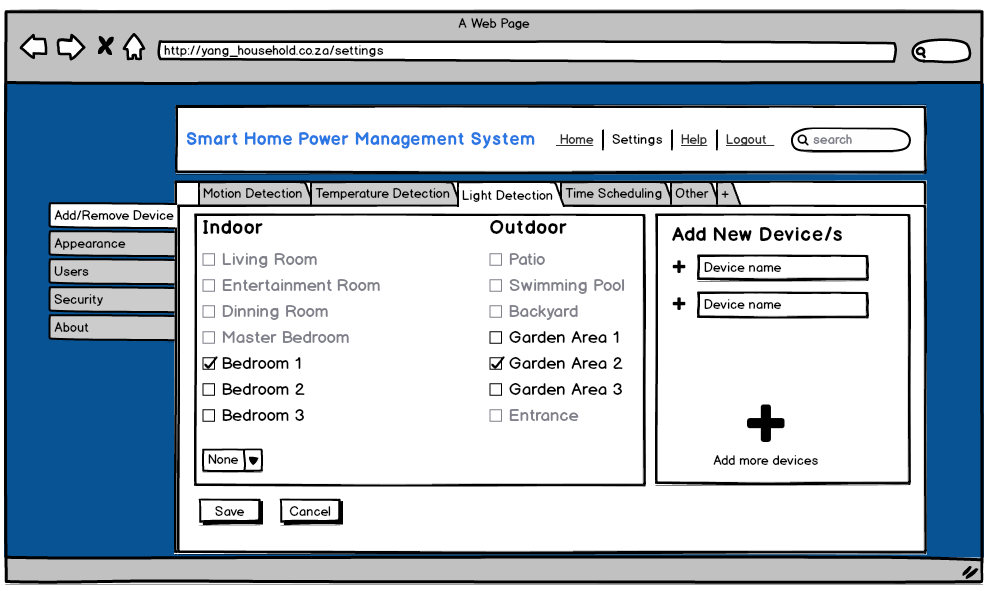 A Web Page
http://yang_household.co.za/settings
Smart Home Power Management System
Home Settings Help Logout search
Motion Detection Temperature Detection Light Detection Time Scheduling Other +
Add/Remove Device
Appearance
Users
Security
About
Indoor
Living Room
Entertainment Room
Dinning Room
Master Bedroom
Bedroom 1
Bedroom 2
Bedroom 3
None
Outdoor
Patio
Swimming Pool
Backyard
Garden Area 1
Garden Area 2
Garden Area 3
Entrance
Add New Device/s
Device name
Device name
Add more devices
Save Cancel